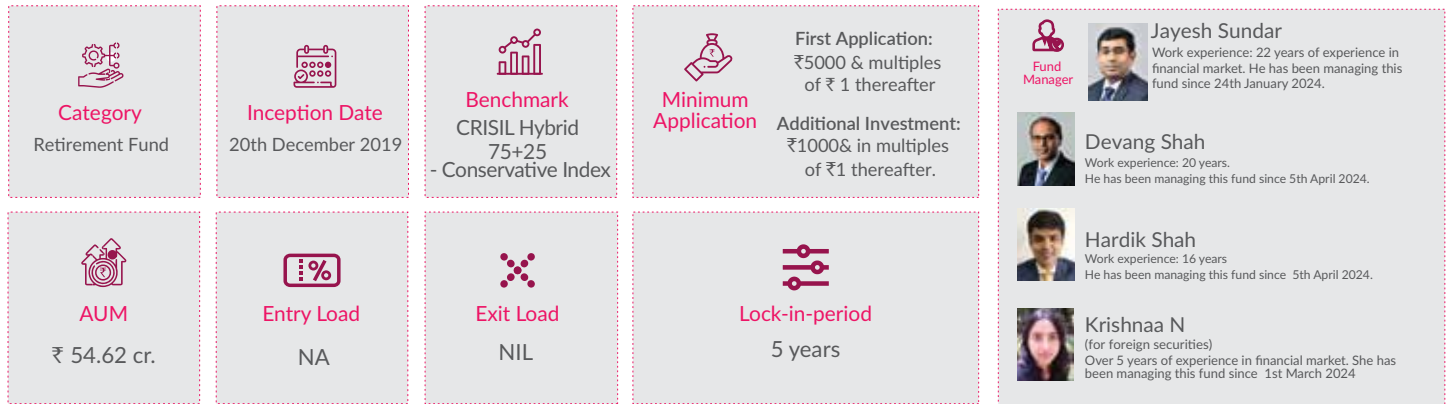 Category
Retirement Fund
Inception Date
20th December 2019
Benchmark
CRISIL Hybrid
75+25
- Conservative Index
Minimum
Application
First Application:
₹5000 & multiples
of ₹ 1 thereafter
Additional Investment:
₹1000& in multiples
of ₹1 thereafter.
AUM
₹ 54.62 cr.
Entry Load
NA
Exit Load
NIL
Lock-in-period
5 years
Fund
Manager
Jayesh Sundar
Work experience: 22 years of experience in
financial market. He has been managing this
fund since 24th January 2024.
Devang Shah
Work experience: 20 years.
He has been managing this fund since 5th April 2024.
Hardik Shah
Work experience: 16 years
He has been managing this fund since 5th April 2024.
Krishnaa N
(for foreign securities)
Over 5 years of experience in financial market. She has
been managing this fund since 1st March 2024